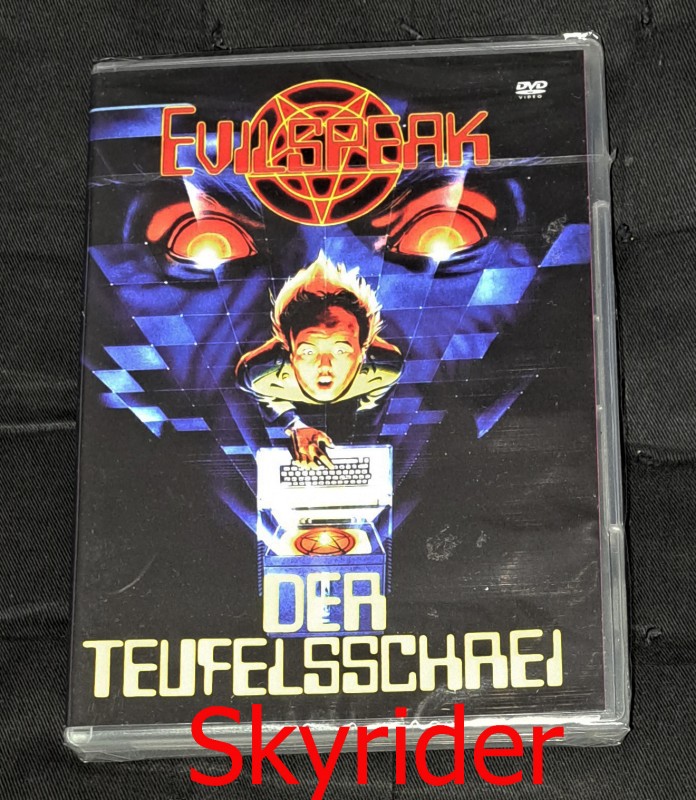 DVD
VIDEO
EVILSPEAK
DER
TEUFELSSCHREI
Skyrider